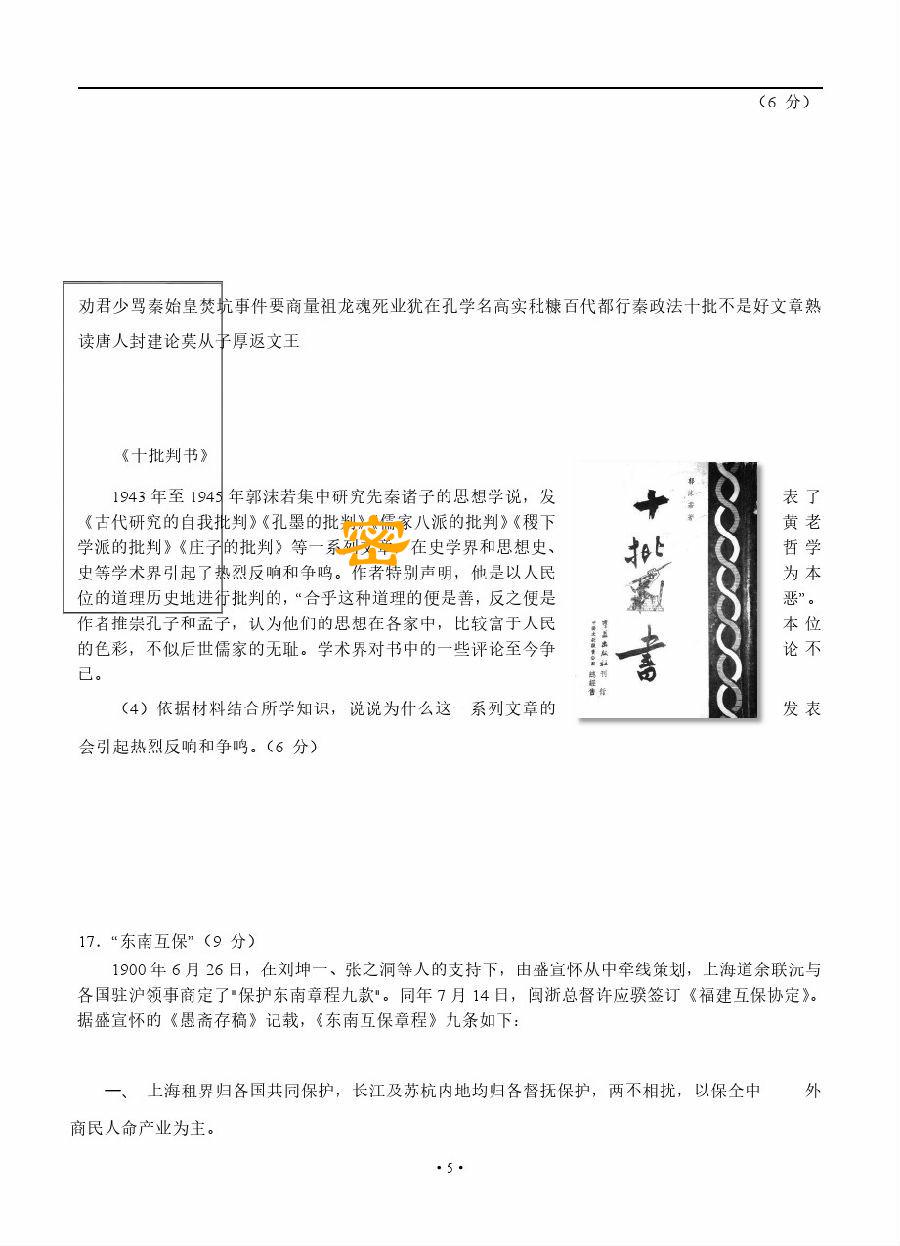 （6 分）
劝君少骂秦始皇焚坑事件要商量祖龙魂死业犹在孔学名高实秕糠百代都行秦政法十批不是好文章熟
读唐人封建论莫从子厚返文王
《十批判书》
1943 年至 1945 年郭沫若集中研究先秦诸子的思想学说，发表了
《古代研究的自我批判》《孔墨的批判》《儒家八派的批判》《稷下黄老
学派的批判》《庄子的批判》等一系列文章，在史学界和思想史、哲学
史等学术界引起了热烈反响和争鸣。作者特别声明，他是以人民为本
位的道理历史地进行批判的，“合乎这种道理的便是善，反之便是恶”。
作者推崇孔子和孟子，认为他们的思想在各家中，比较富于人民本位
的色彩，不似后世儒家的无耻。学术界对书中的一些评论至今争论不
已。
密
郭沫若著
十批判书
群益出版社刊行
（4）依据材料结合所学知识，说说为什么这 系列文章的发表
会引起热烈反响和争鸣。（6 分）
17．“东南互保”（9 分）
1900 年 6 月 26 日，在刘坤一、张之洞等人的支持下，由盛宣怀从中牵线策划，上海道余联沅与
各国驻沪领事商定了"保护东南章程九款"。同年 7 月 14 日，闽浙总督许应骙签订《福建互保协定》。
据盛宣怀的《愚斋存稿》记载，《东南互保章程》九条如下：
一、 上海租界归各国共同保护，长江及苏杭内地均归各督抚保护，两不相扰，以保全中 外
商民人命产业为主。
• 5 •